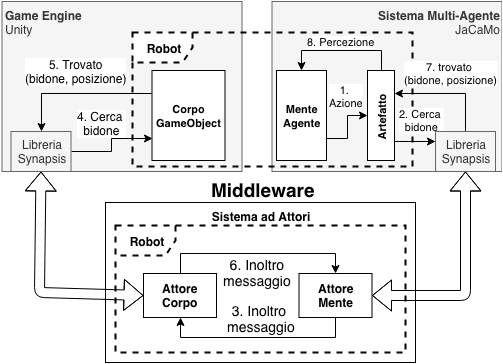 Game Engine
Unity
Sistema Multi-Agente
JaCaMo
Robot
5. Trovato
(bidone, posizione)
4. Cerca
bidone
Corpo
GameObject
Libreria
Synapsis
8. Percezione
Mente
Agente
1.
Azione
Artefatto
7. trovato
(bidone, posizione)
2. Cerca
bidone
Libreria
Synapsis
Middleware
Sistema ad Attori
Robot
Attore
Corpo
6. Inoltro
messaggio
3. Inoltro
messaggio
Attore
Mente